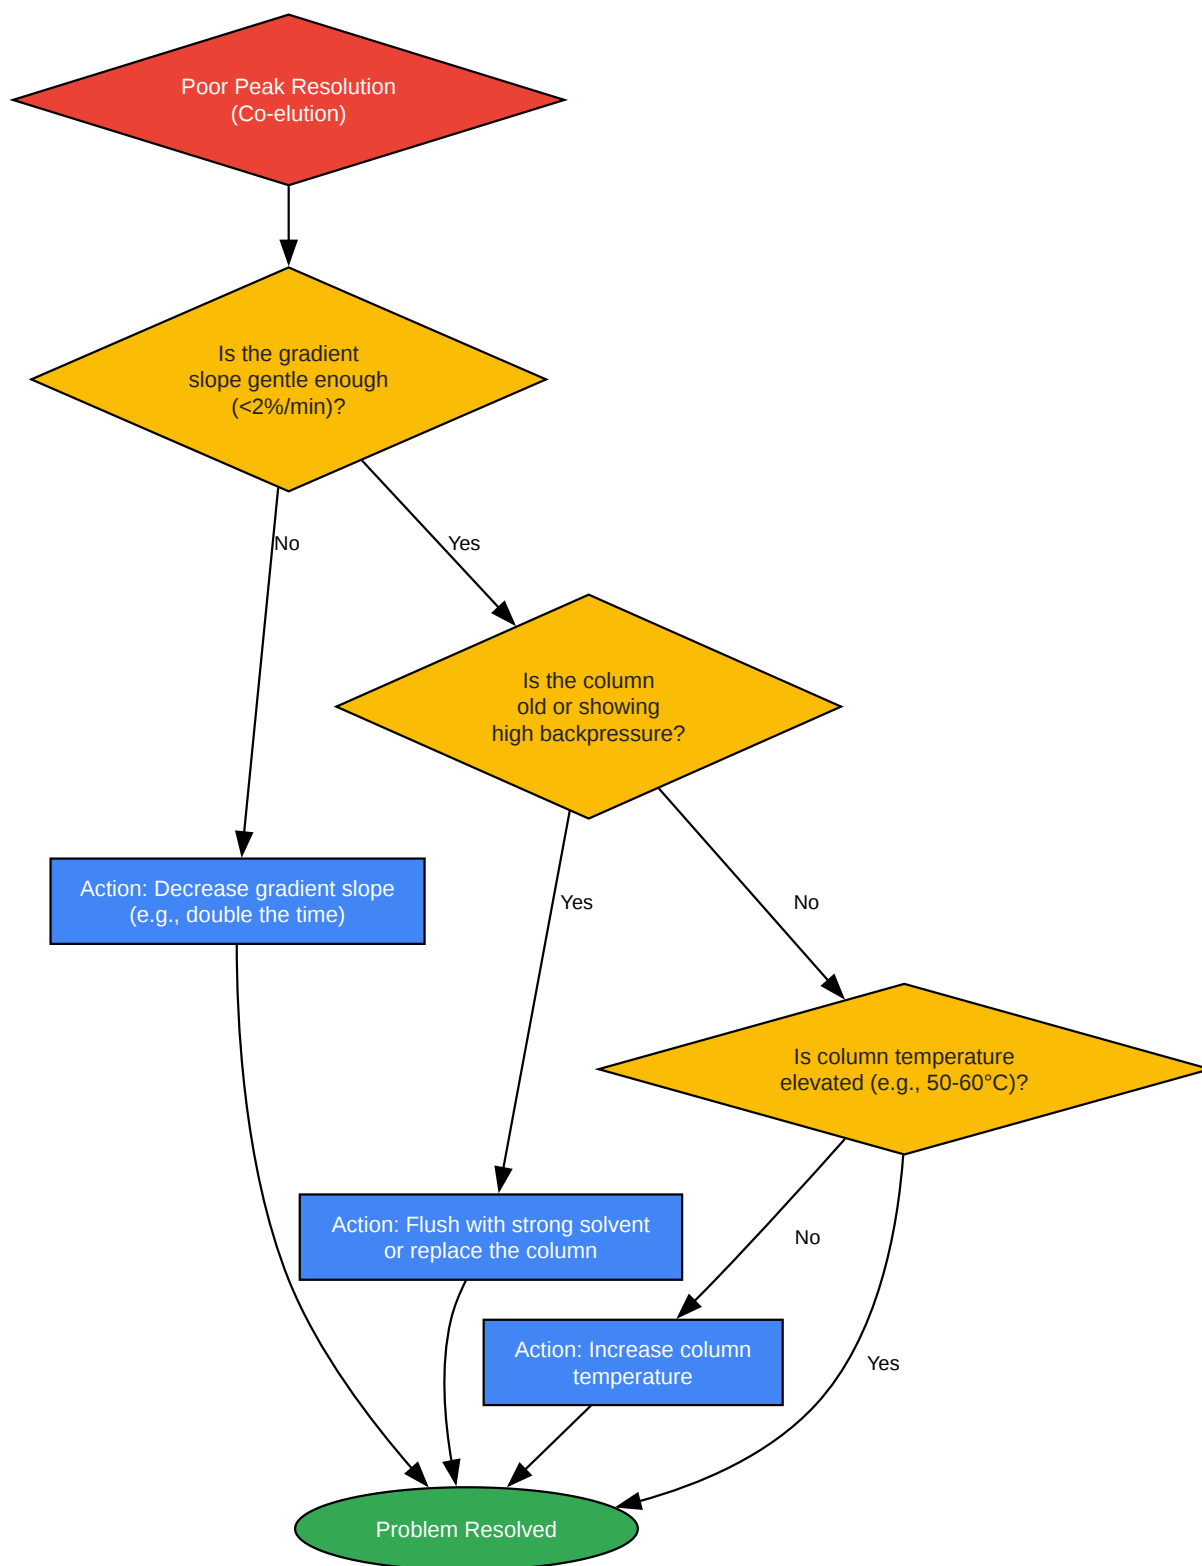 Poor Peak Resolution
(Co-elution)
Is the gradient
slope gentle enough
(<2%/min)?
No
Yes
Is the column
old or showing
high backpressure?
Action: Decrease gradient slope
(e.g., double the time)
Yes
No
Is column temperature
elevated (e.g., 50-60°C)?
Action: Flush with strong solvent
or replace the column
No
Action: Increase column
temperature
Yes
Problem Resolved